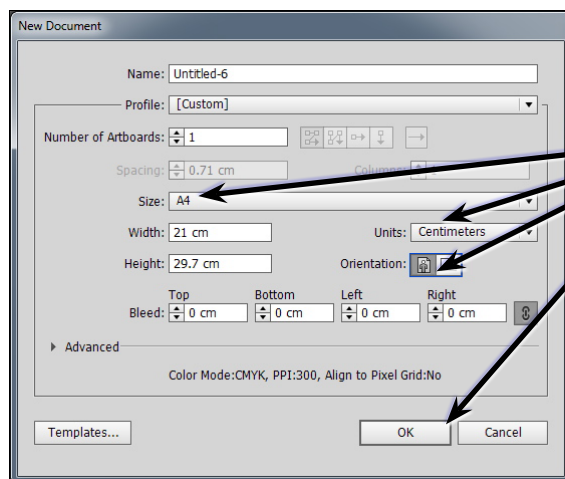 New Document
Name: Untitled-6
Profile: [Custom]
Number of Artboards: 1
Spacing: 0.71 cm
Size: A4
Width: 21 cm Units: Centimeters
Height: 29.7 cm Orientation:
Top Bottom Left Right
Bleed: 0 cm 0 cm 0 cm 0 cm
Advanced
Color Mode:CMYK, PPI:300, Align to Pixel Grid:No
Templates... OK Cancel